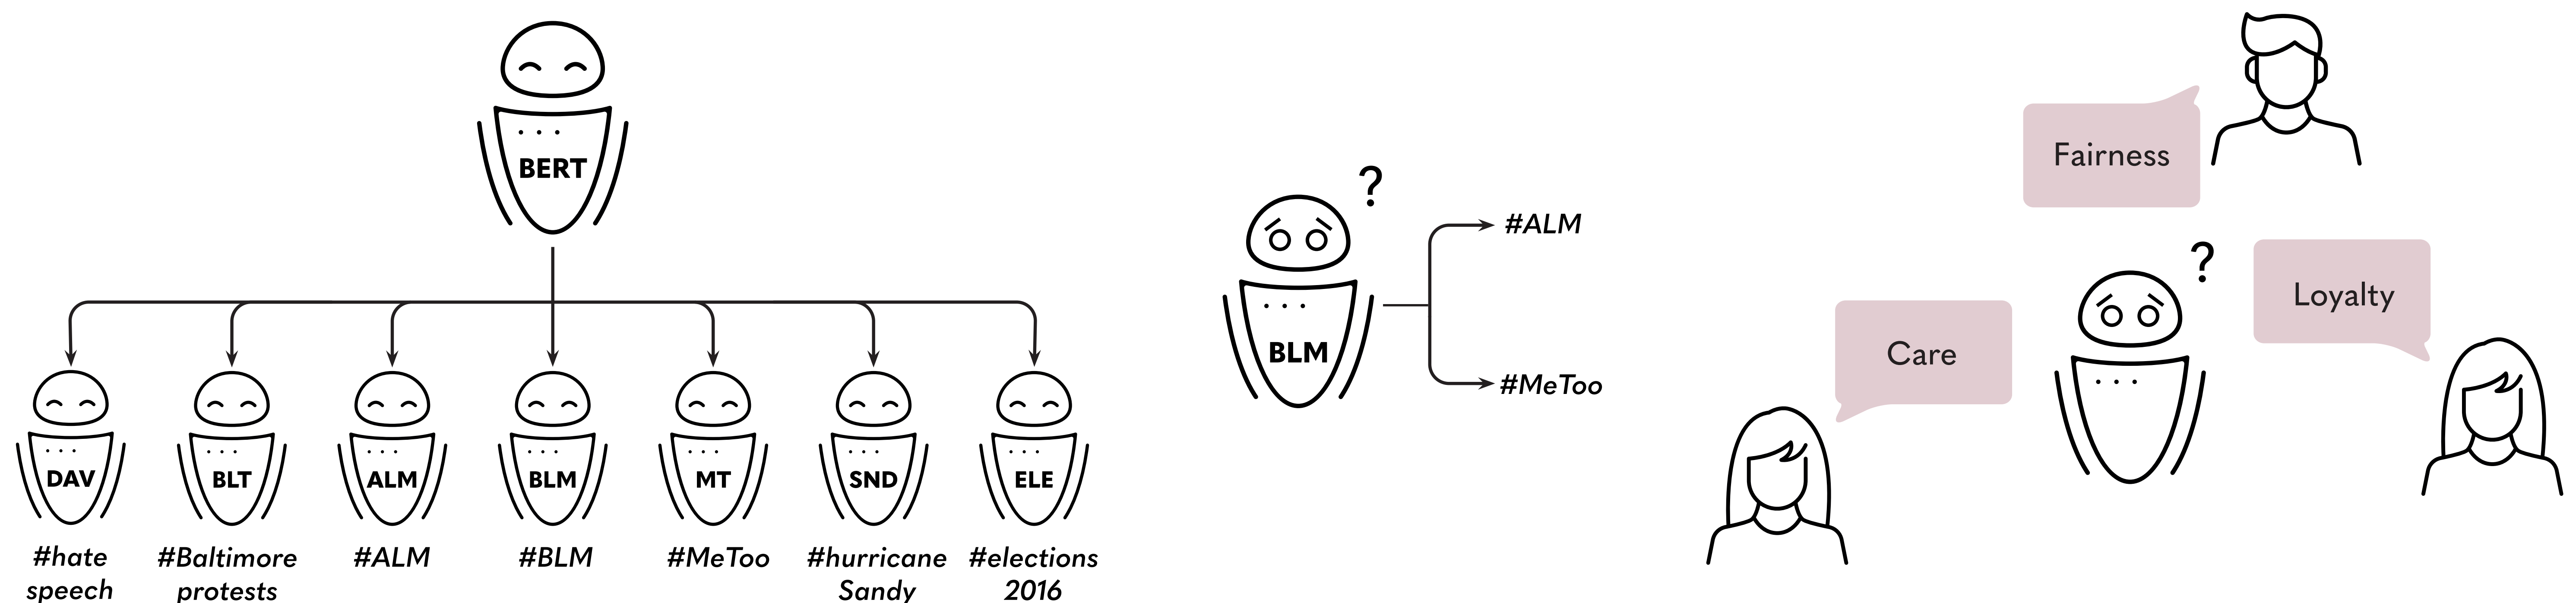 BERT
DAV
BLT
ALM
BLM
MT
SND
ELE
#hate
speech
#Baltimore
protests
#ALM
#BLM
#MeToo
#hurricane
Sandy
#elections
2016
?
BLM
#ALM
#MeToo
Fairness
?
Loyalty
Care